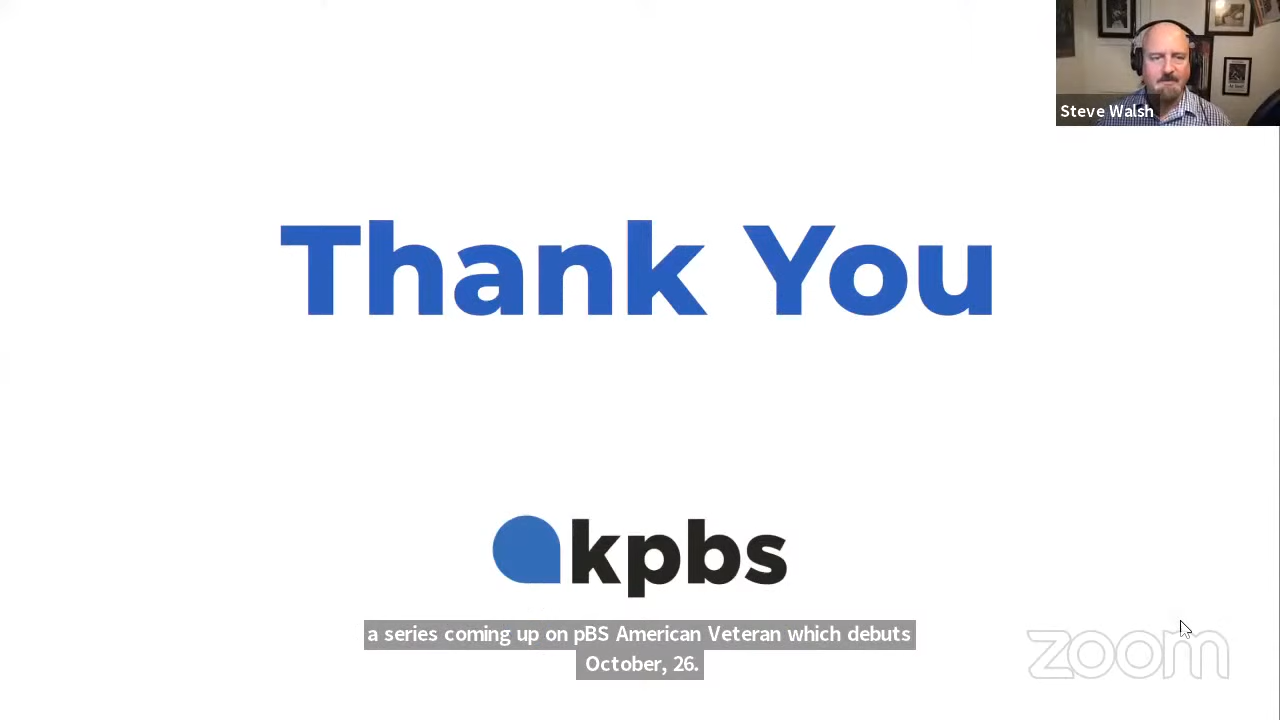 Steve Walsh
Thank You
kpbs
a series coming up on pBS American Veteran which debuts
October, 26.
zoom